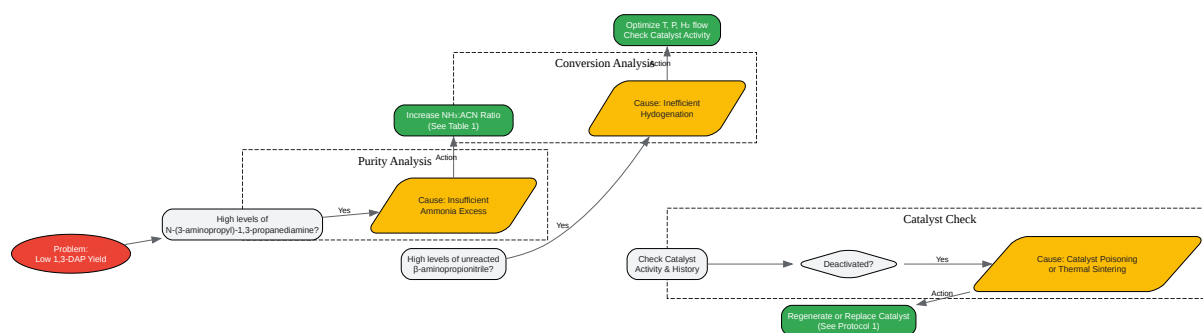 Optimize T, P, H₂ flow
Check Catalyst Activity
Conversion Analysis
Action
Cause: Inefficient
Hydogenation
Increase NH₃:ACN Ratio
(See Table 1)
Purity Analysis
Action
Cause: Insufficient
Ammonia Excess
High levels of
N-(3-aminopropyl)-1,3-propanediamine?
Yes
Problem:
Low 1,3-DAP Yield
High levels of unreacted
β-aminopropionitrile?
Yes
Catalyst Check
Check Catalyst
Activity & History
Deactivated?
Yes
Cause: Catalyst Poisoning
or Thermal Sintering
Action
Regenerate or Replace Catalyst
(See Protocol 1)